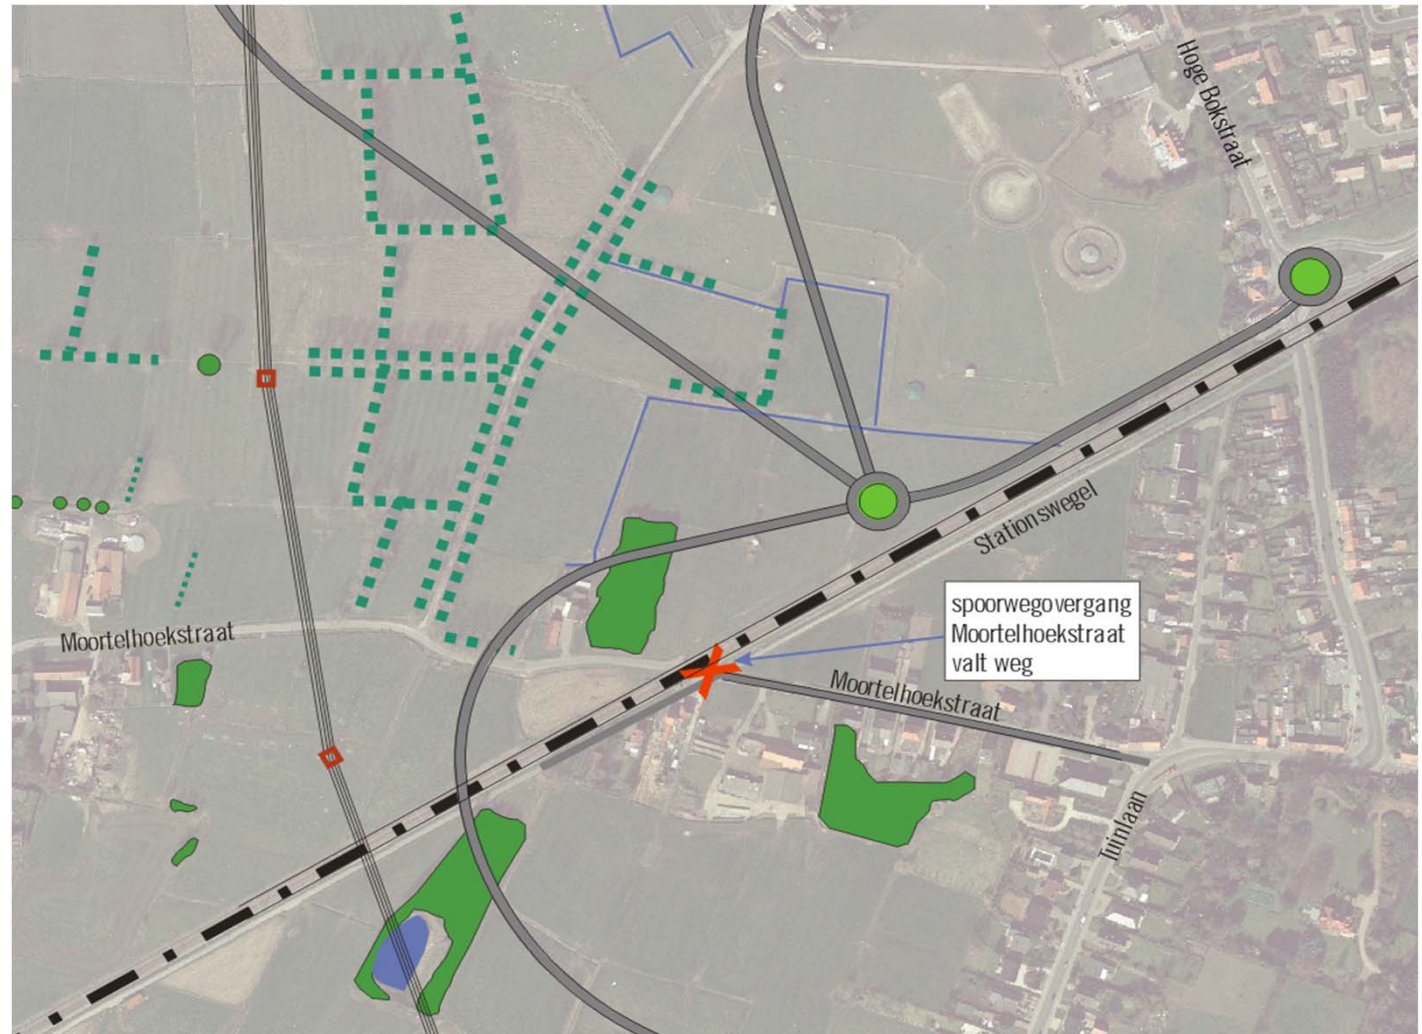 Hoge Bokstraat
Stationswegel
spoorwegovergang
Moortelhoekstraat
valt weg
Moortelhoekstraat
Moortelhoekstraat
Tuinlaan